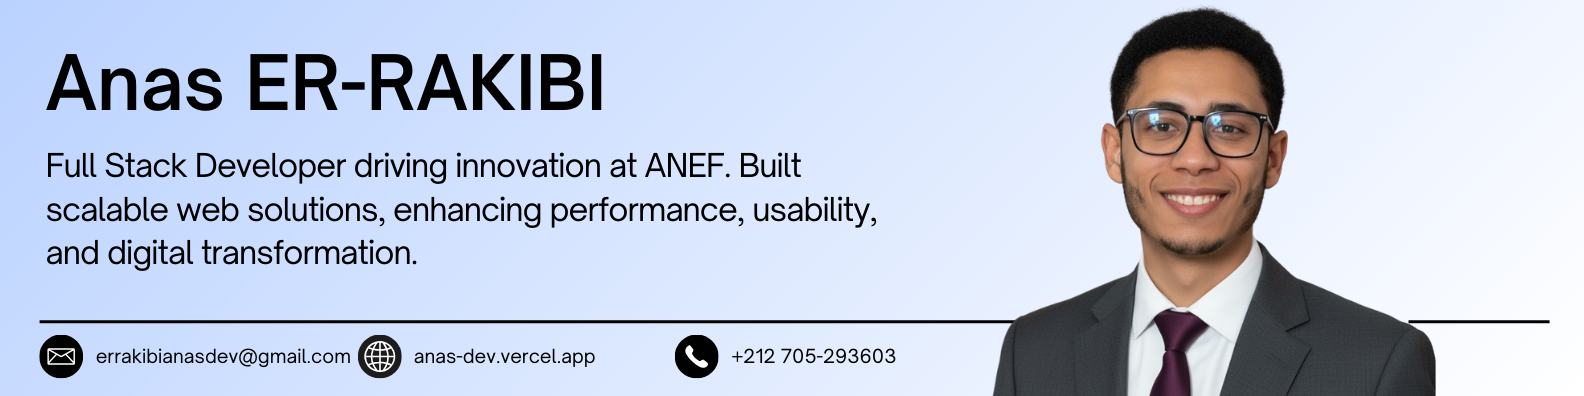 Anas ER-RAKIBI
Full Stack Developer driving innovation at ANEF. Built
scalable web solutions, enhancing performance, usability,
and digital transformation.
errakibianasdev@gmail.com anas-dev.vercel.app +212 705-293603